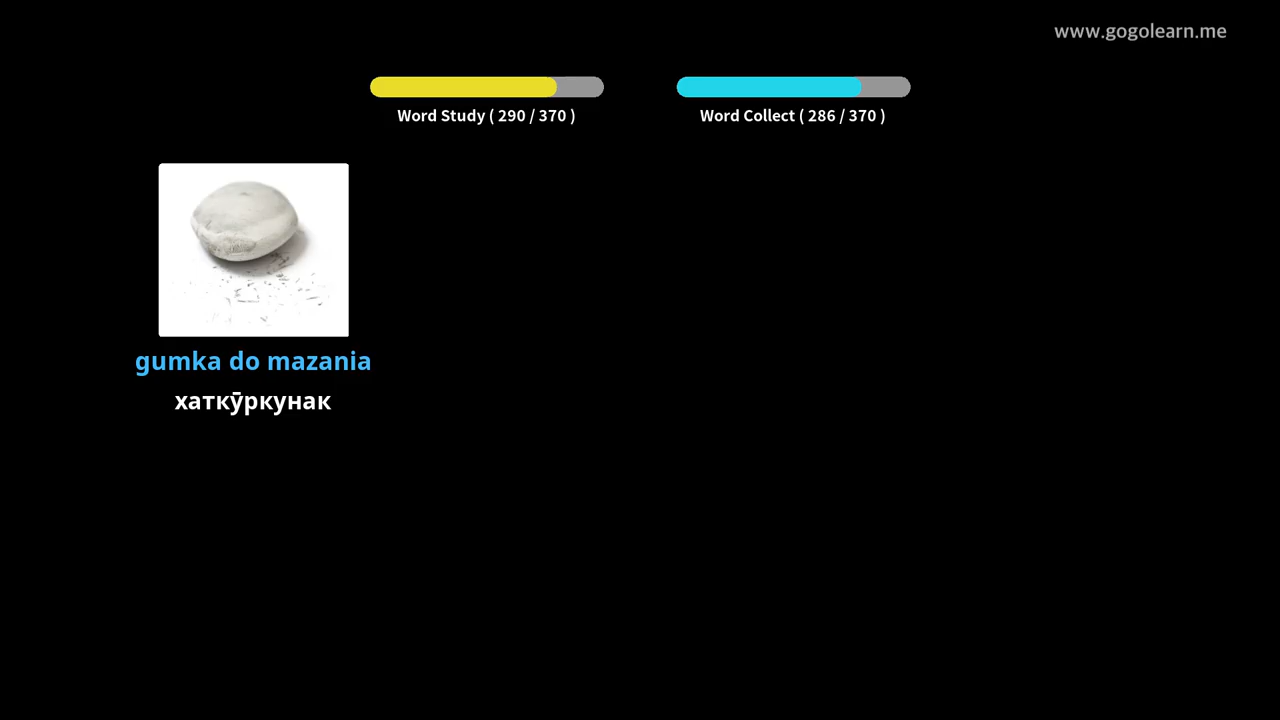 www.gogolearn.me
Word Study ( 290 / 370 )
Word Collect ( 286 / 370 )
gumka do mazania
хаткӯркунак